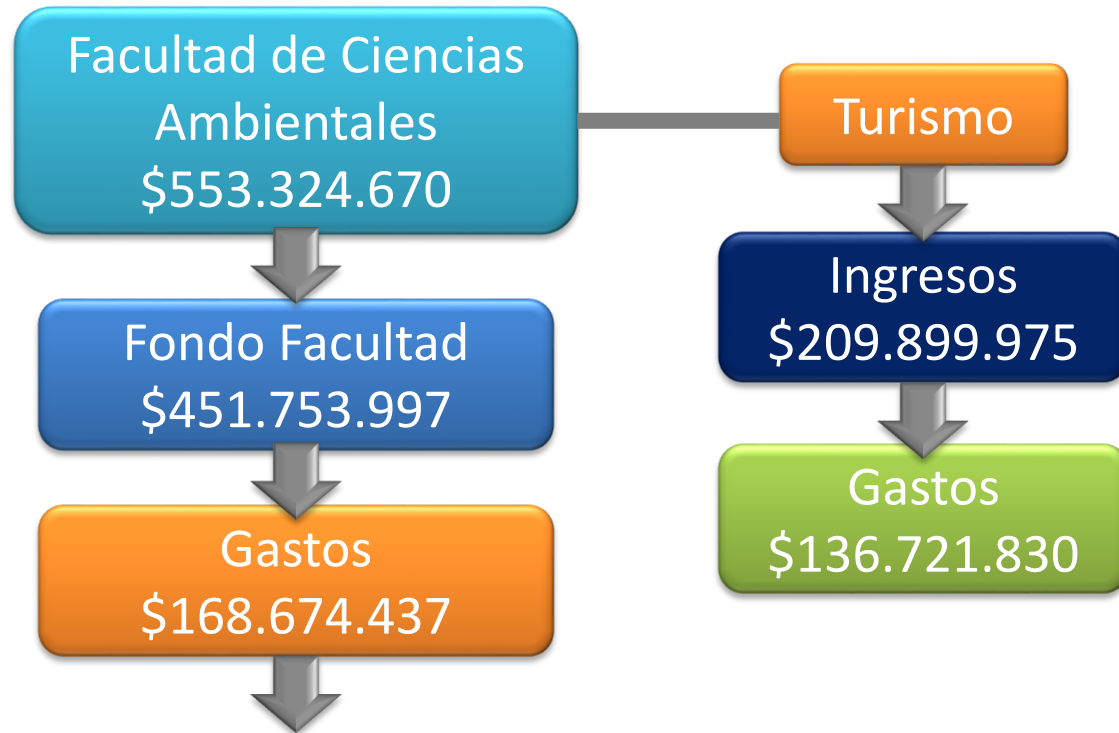 Facultad de Ciencias
Ambientales
$553.324.670
Fondo Facultad
$451.753.997
Gastos
$168.674.437
Turismo
Ingresos
$209.899.975
Gastos
$136.721.830